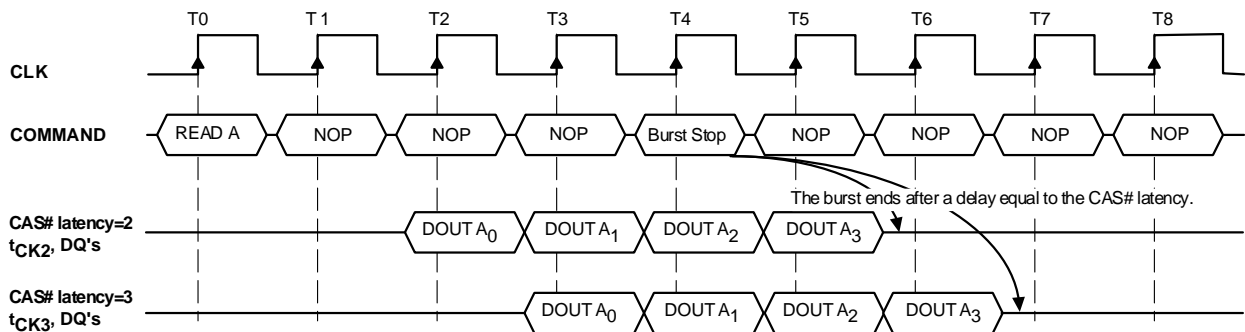 T0 T1 T2 T3 T4 T5 T6 T7 T8
CLK
COMMAND READ A NOP NOP NOP Burst Stop NOP NOP NOP NOP
The burst ends after a delay equal to the CAS# latency.
CAS# latency=2
tCK2, DQ's DOUT A0 DOUT A1 DOUT A2 DOUT A3
CAS# latency=3
tCK3, DQ's DOUT A0 DOUT A1 DOUT A2 DOUT A3